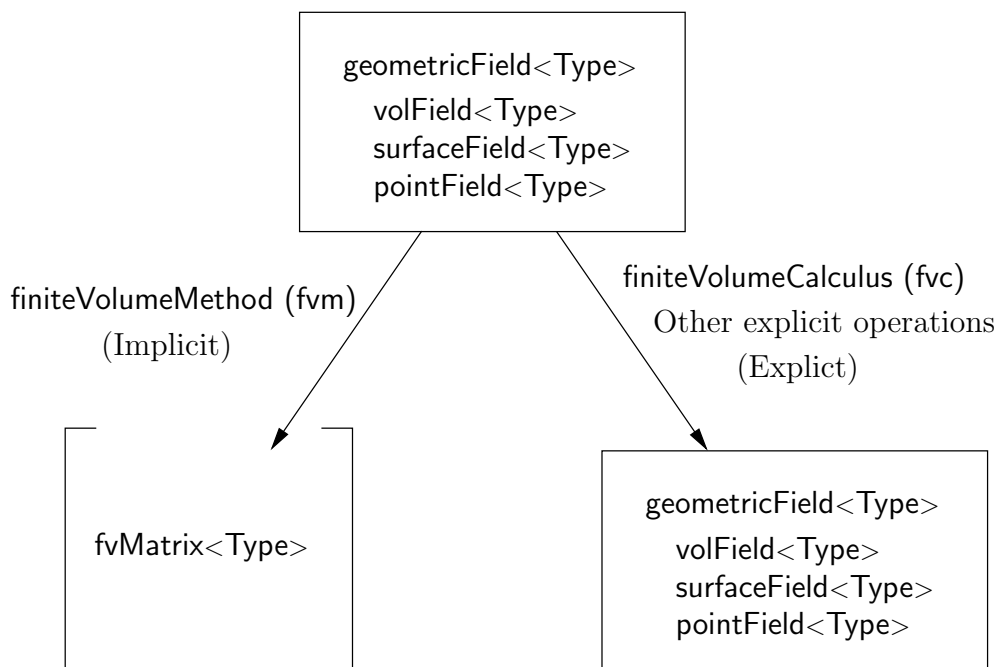 geometricField<Type>
volField<Type>
surfaceField<Type>
pointField<Type>
finiteVolumeMethod (fvm)
(Implicit)
finiteVolumeCalculus (fvc)
Other explicit operations
(Explict)
fvMatrix<Type>
geometricField<Type>
volField<Type>
surfaceField<Type>
pointField<Type>